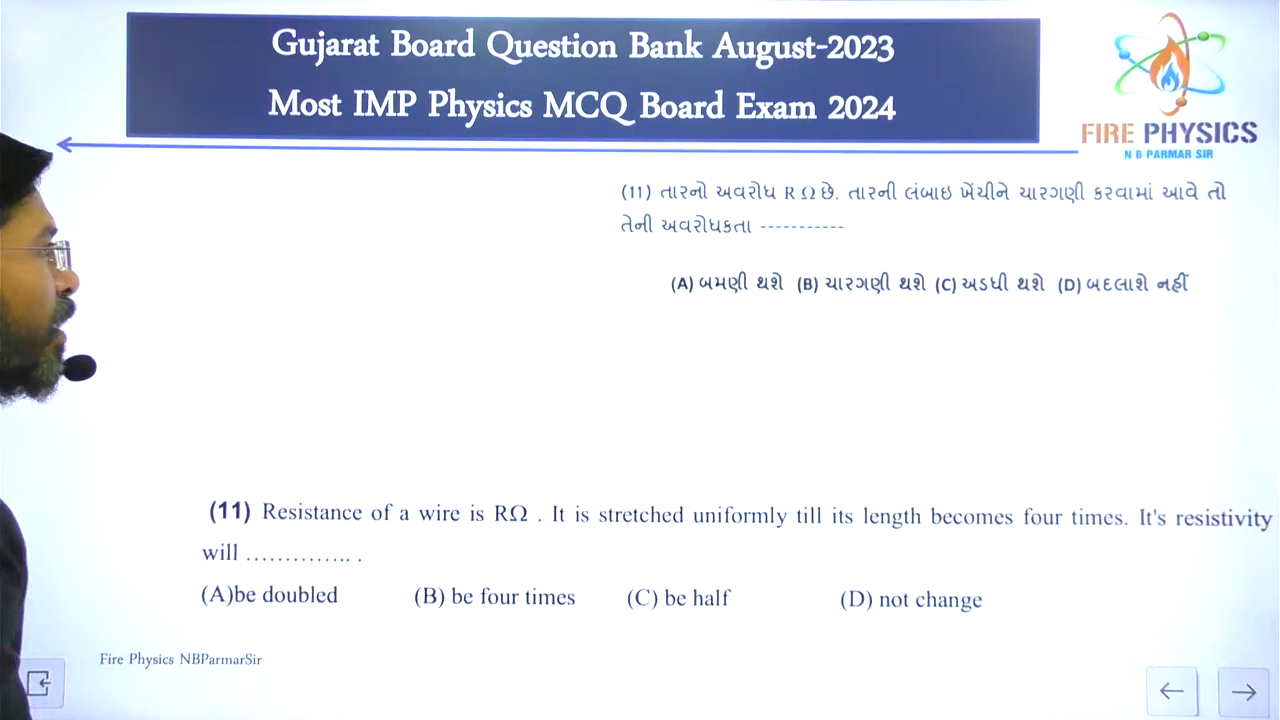 Gujarat Board Question Bank August-2023
Most IMP Physics MCQ Board Exam 2024
FIRE PHYSICS
N B PARMAR SIR
(11) તારનો અવરોધ R Ω છે. તારની લંબાઇ ખેંચીને ચારગણી કરવામાં આવે તો
તેની અવરોધકતા -----------
(A) બમણી થશે (B) ચારગણી થશે (C) અડધી થશે (D) બદલાશે નહીં
(11) Resistance of a wire is RΩ . It is stretched uniformly till its length becomes four times. It's resistivity
will ………….. .
(A)be doubled (B) be four times (C) be half (D) not change
Fire Physics NBParmarSir